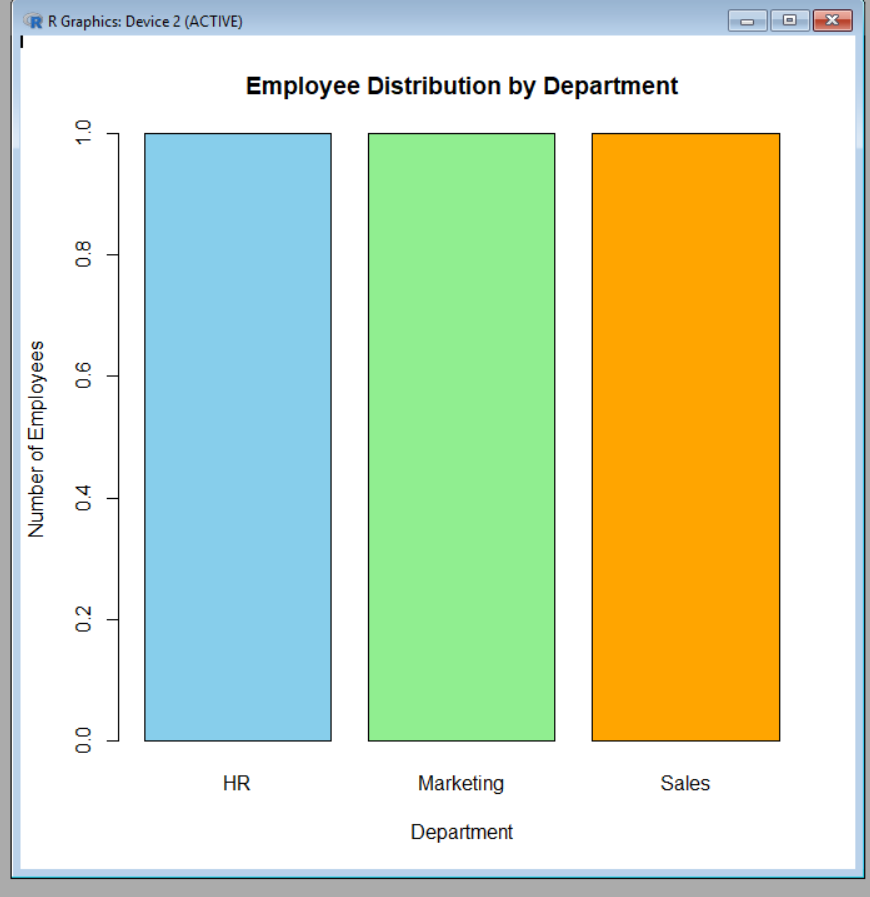 R Graphics: Device 2 (ACTIVE)
Employee Distribution by Department
1.0
0.8
0.6
0.4
0.2
0.0
Number of Employees
HR Marketing Sales
Department